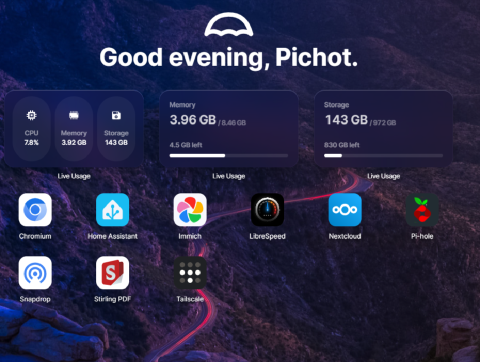 Good evening, Pichot.
CPU
7.8%
Memory
3.92 GB
Storage
143 GB
Live Usage
Memory
3.96 GB / 8.46 GB
4.5 GB left
Live Usage
Storage
143 GB / 972 GB
830 GB left
Live Usage
Chromium
Home Assistant
Immich
LibreSpeed
Nextcloud
Pi-hole
Snapdrop
S
Stirling PDF
Tailscale